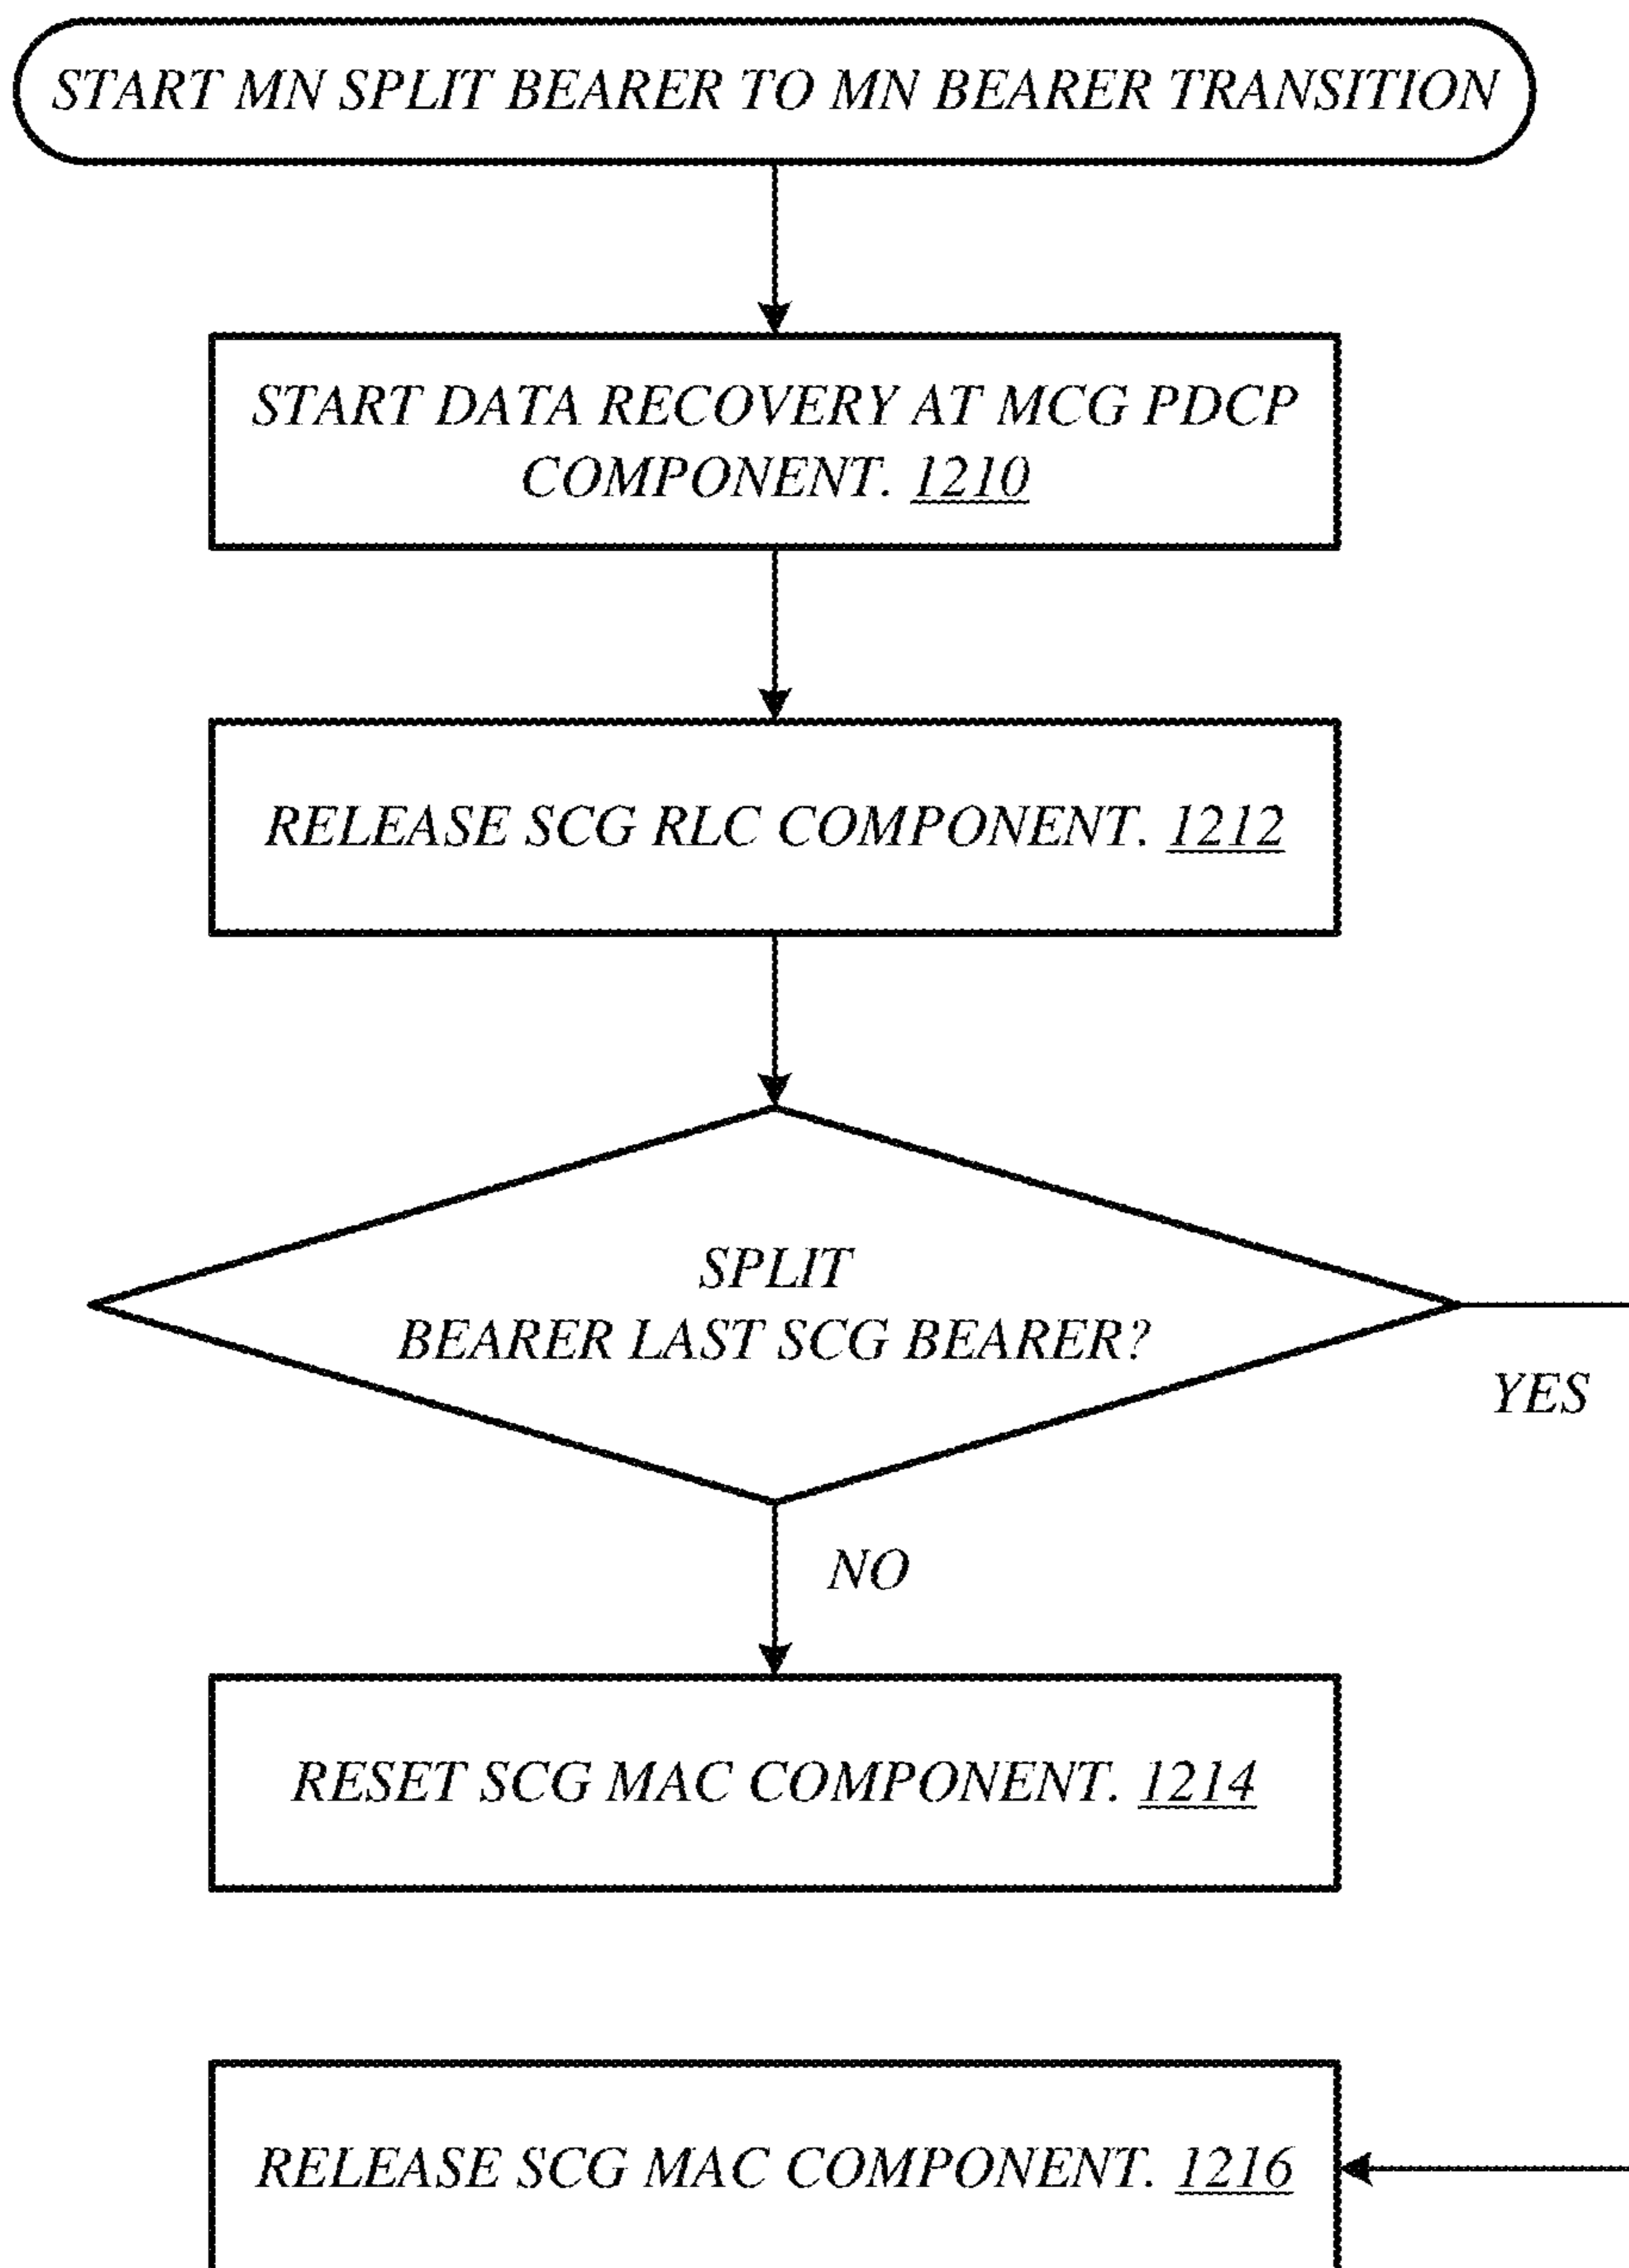 START MN SPLIT BEARER TO MN BEARER TRANSITION
START DATA RECOVERY AT MCG PDCP
COMPONENT. 1210
RELEASE SCG RLC COMPONENT. 1212
SPLIT
BEARER LAST SCG BEARER?
YES
NO
RESET SCG MAC COMPONENT. 1214
RELEASE SCG MAC COMPONENT. 1216